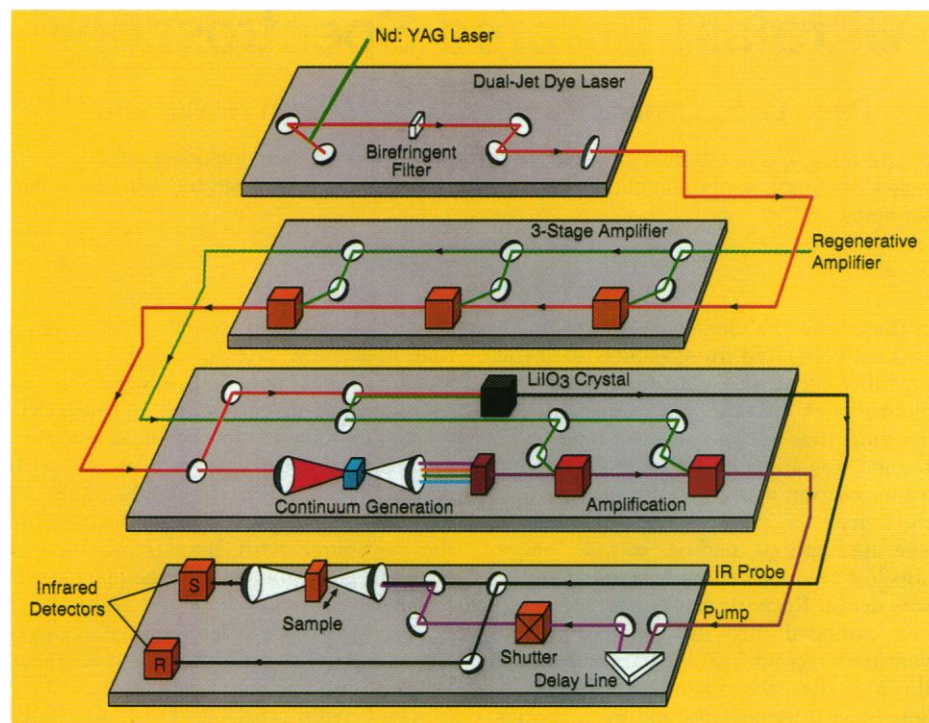 Nd: YAG Laser
Dual-Jet Dye Laser
Birefringent
Filter
3-Stage Amplifier
Regenerative
Amplifier
LiIO3 Crystal
Continuum Generation
Amplification
IR Probe
Infrared
Detectors
S
Sample
Pump
Shutter
R
Delay Line